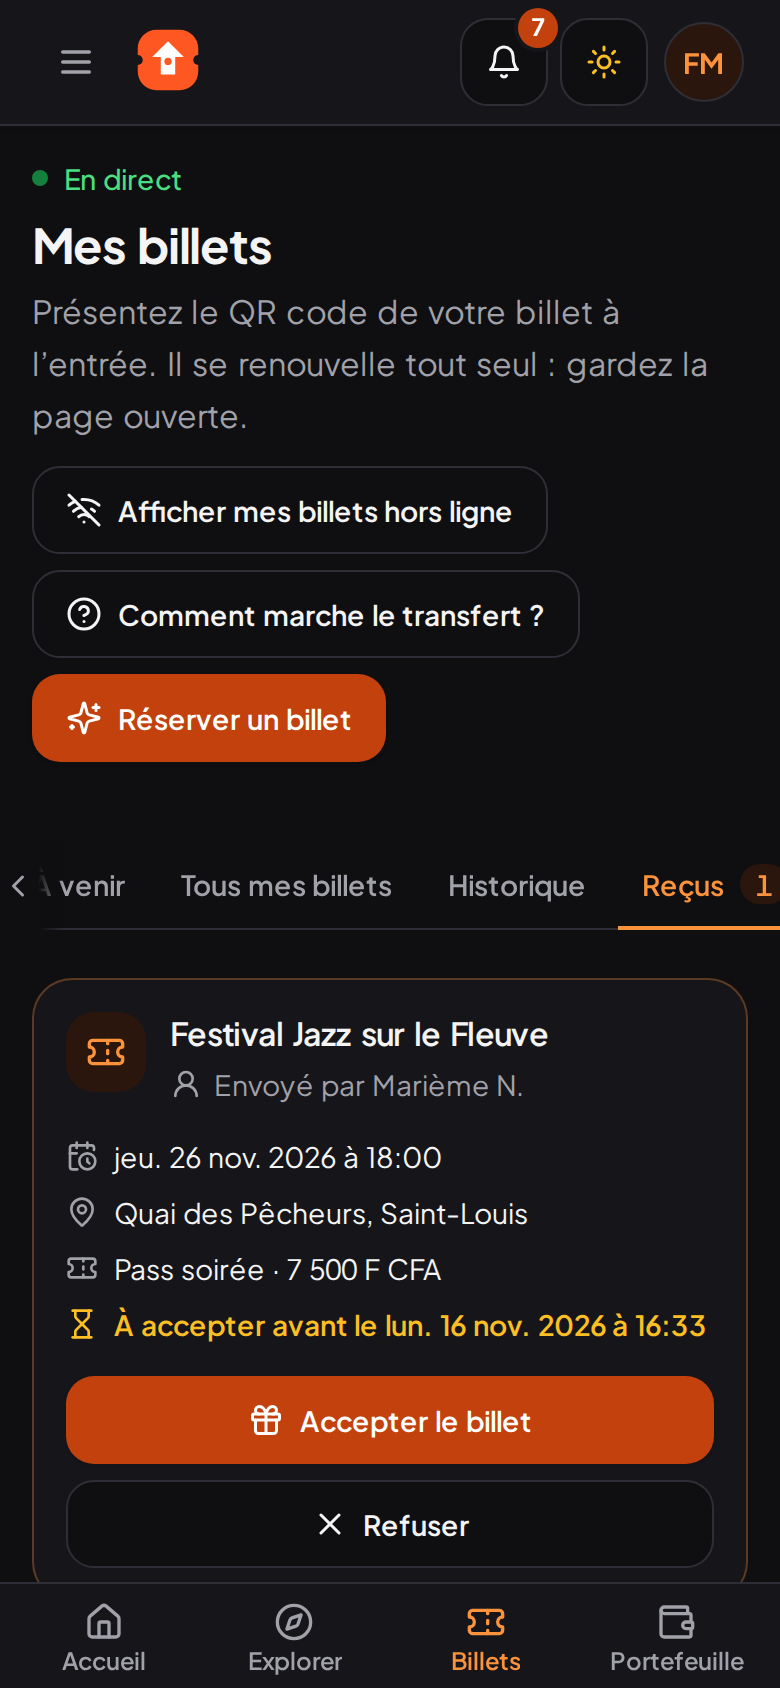 7
FM
En direct
Mes billets
Présentez le QR code de votre billet à
l’entrée. Il se renouvelle tout seul : gardez la
page ouverte.
Afficher mes billets hors ligne
Comment marche le transfert ?
Réserver un billet
À venir
Tous mes billets
Historique
Reçus 1
Festival Jazz sur le Fleuve
Envoyé par Marième N.
jeu. 26 nov. 2026 à 18:00
Quai des Pêcheurs, Saint-Louis
Pass soirée · 7 500 F CFA
À accepter avant le lun. 16 nov. 2026 à 16:33
Accepter le billet
Refuser
Accueil
Explorer
Billets
Portefeuille